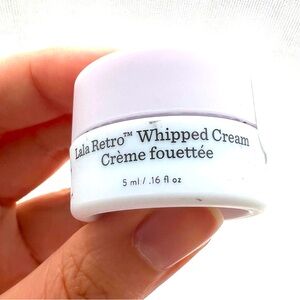 Lala Retro™ Whipped Cream
Crème fouettée
5 ml / .16 fl oz